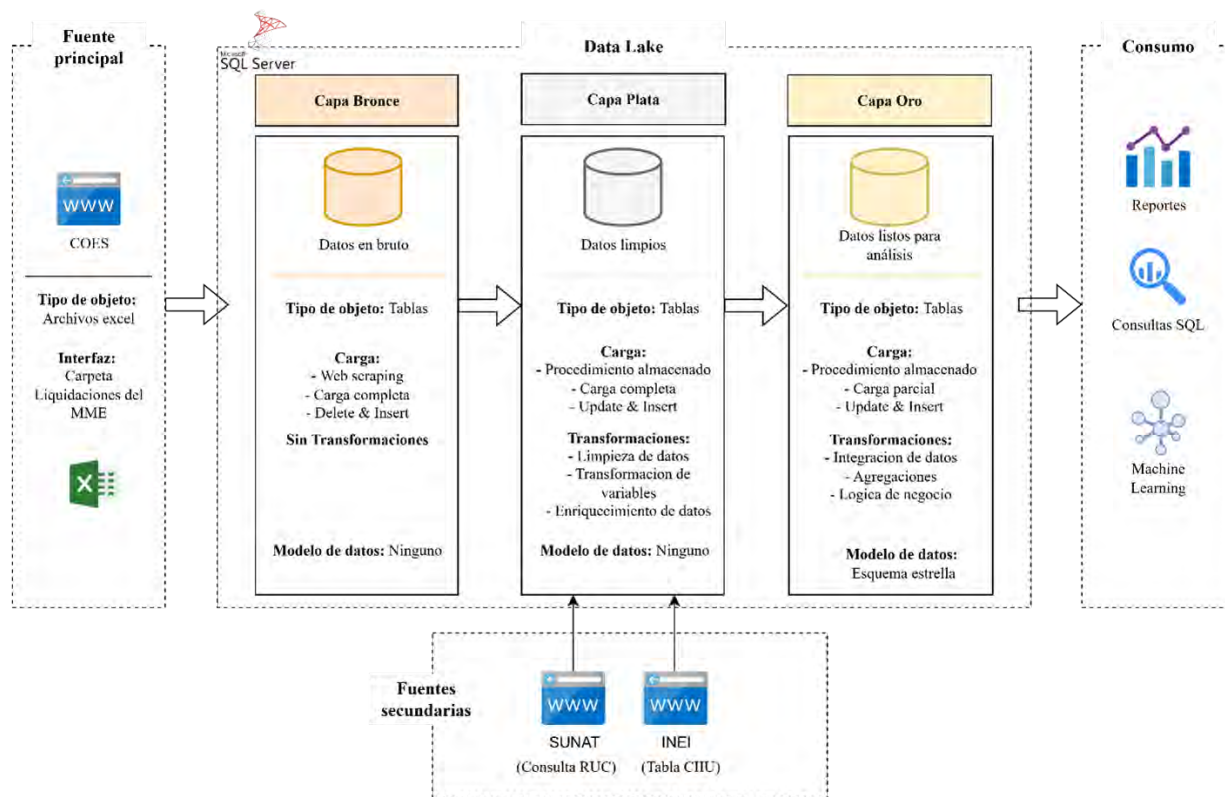 Fuente
principal
COES
Tipo de objeto:
Archivos excel
Interfaz:
Carpeta
Liquidaciones del
MME
X
Microsoft
SQL Server
Data Lake
Capa Bronce
Datos en bruto
Tipo de objeto: Tablas
Carga:
- Web scraping
- Carga completa
- Delete & Insert
Sin Transformaciones
Modelo de datos: Ninguno
Capa Plata
Datos limpios
Tipo de objeto: Tablas
Carga:
- Procedimiento almacenado
- Carga completa
- Update & Insert
Transformaciones:
- Limpieza de datos
- Transformacion de
variables
- Enriquecimiento de datos
Modelo de datos: Ninguno
Capa Oro
Datos listos para
análisis
Tipo de objeto: Tablas
Carga:
- Procedimiento almacenado
- Carga parcial
- Update & Insert
Transformaciones:
- Integracion de datos
- Agregaciones
- Logica de negocio
Modelo de datos:
Esquema estrella
Consumo
Reportes
Consultas SQL
Machine
Learning
Fuentes
secundarias
WWW
WWW
WWW
SUNAT
(Consulta RUC)
INEI
(Tabla CIIU)